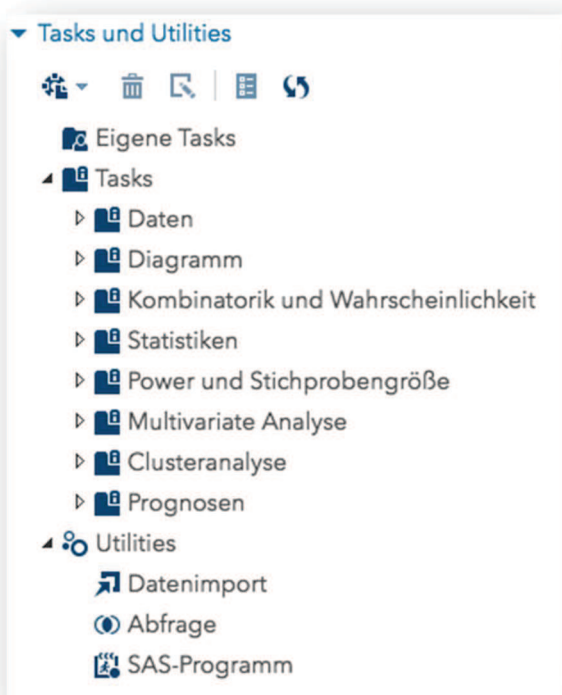 Tasks und Utilities
Eigene Tasks
Tasks
Daten
Diagramm
Kombinatorik und Wahrscheinlichkeit
Statistiken
Power und Stichprobengröße
Multivariate Analyse
Clusteranalyse
Prognosen
Utilities
Datenimport
Abfrage
SAS-Programm